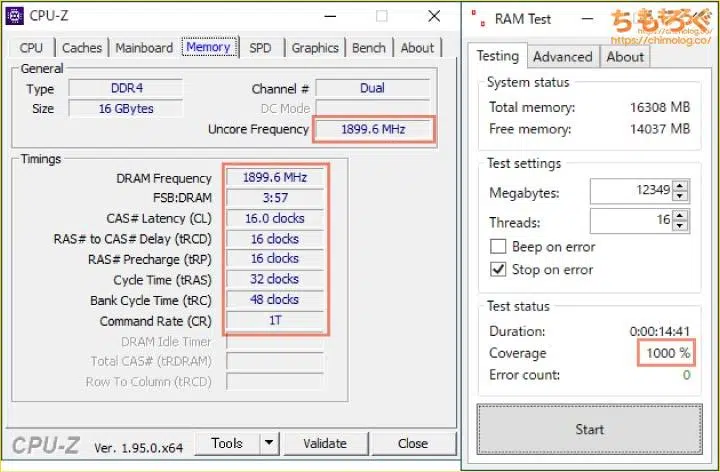 CPU-Z
CPU Caches Mainboard Memory SPD Graphics Bench About
General
Type DDR4 Channel # Dual
Size 16 GBytes DC Mode
Uncore Frequency 1899.6 MHz
Timings
DRAM Frequency 1899.6 MHz
FSB:DRAM 3:57
CAS# Latency (CL) 16.0 clocks
RAS# to CAS# Delay (tRCD) 16 clocks
RAS# Precharge (tRP) 16 clocks
Cycle Time (tRAS) 32 clocks
Bank Cycle Time (tRC) 48 clocks
Command Rate (CR) 1T
DRAM Idle Timer
Total CAS# (tRDRAM)
Row To Column (tRCD)
CPU-Z Ver. 1.95.0.x64 Tools Validate Close
RAM Test
ちもろぐ
https://chimolog.co/
Testing Advanced About
System status
Total memory: 16308 MB
Free memory: 14037 MB
Test settings
Megabytes: 12349
Threads: 16
Beep on error
Stop on error
Test status
Duration: 0:00:14:41
Coverage 1000 %
Error count: 0
Start